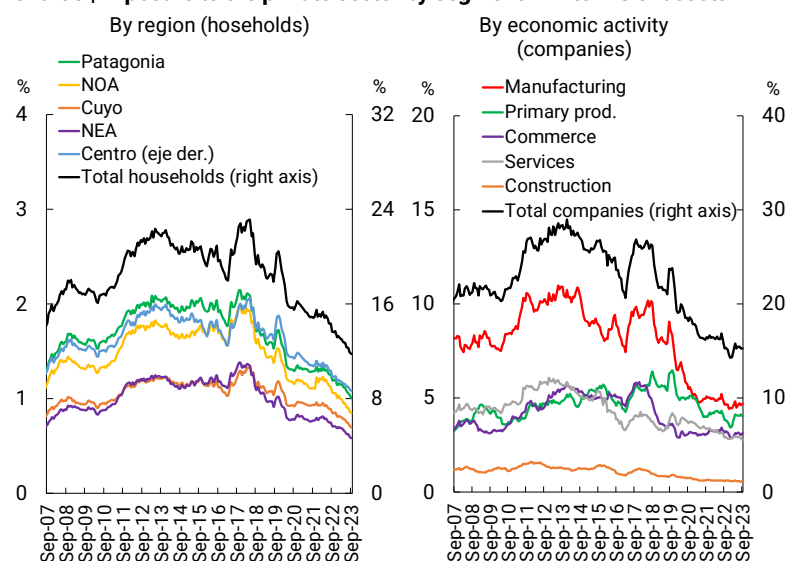 By region (hoseholds)
Patagonia
NOA
Cuyo
NEA
Centro (eje der.)
Total households (right axis)
%
%
4
3
2
1
0
32
24
16
8
0
Sep-07
Sep-08
Sep-09
Sep-10
Sep-11
Sep-12
Sep-13
Sep-14
Sep-15
Sep-16
Sep-17
Sep-18
Sep-19
Sep-20
Sep-21
Sep-22
Sep-23
By economic activity
(companies)
Manufacturing
Primary prod.
Commerce
Services
Construction
Total companies (right axis)
%
%
20
15
10
5
0
40
30
20
10
0
Sep-07
Sep-08
Sep-09
Sep-10
Sep-11
Sep-12
Sep-13
Sep-14
Sep-15
Sep-16
Sep-17
Sep-18
Sep-19
Sep-20
Sep-21
Sep-22
Sep-23